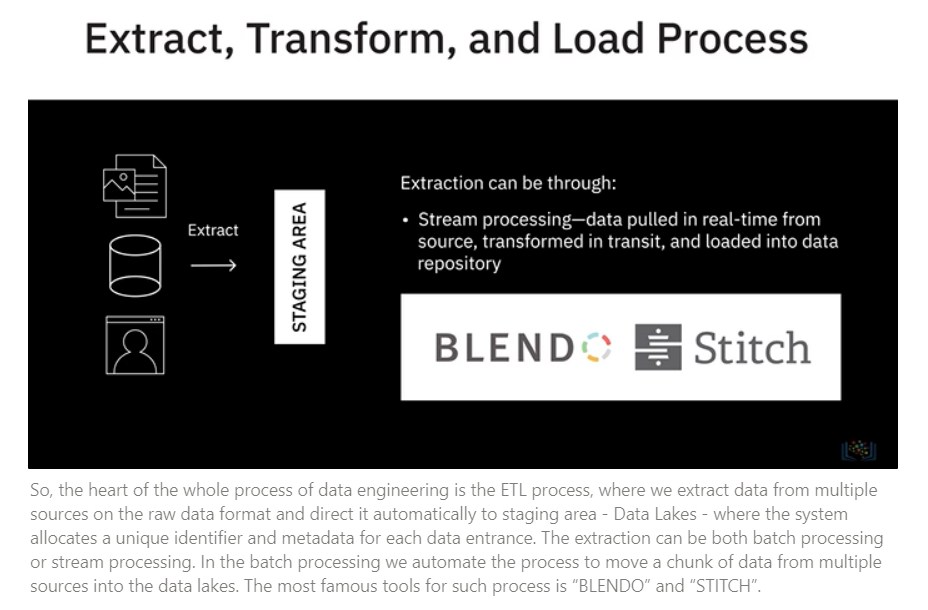 Extract, Transform, and Load Process
Extract
STAGING AREA
Extraction can be through:
• Stream processing—data pulled in real-time from
source, transformed in transit, and loaded into data
repository
BLENDO Stitch
So, the heart of the whole process of data engineering is the ETL process, where we extract data from multiple
sources on the raw data format and direct it automatically to staging area - Data Lakes - where the system
allocates a unique identifier and metadata for each data entrance. The extraction can be both batch processing
or stream processing. In the batch processing we automate the process to move a chunk of data from multiple
sources into the data lakes. The most famous tools for such process is “BLENDO” and “STITCH”.